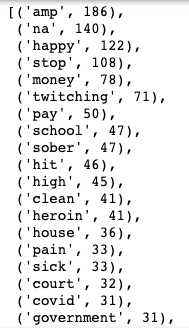 [('amp', 186),
('na', 140),
('happy', 122),
('stop', 108),
('money', 78),
('twitching', 71),
('pay', 50),
('school', 47),
('sober', 47),
('hit', 46),
('high', 45),
('clean', 41),
('heroin', 41),
('house', 36),
('pain', 33),
('sick', 33),
('court', 32),
('covid', 31),
('government', 31),